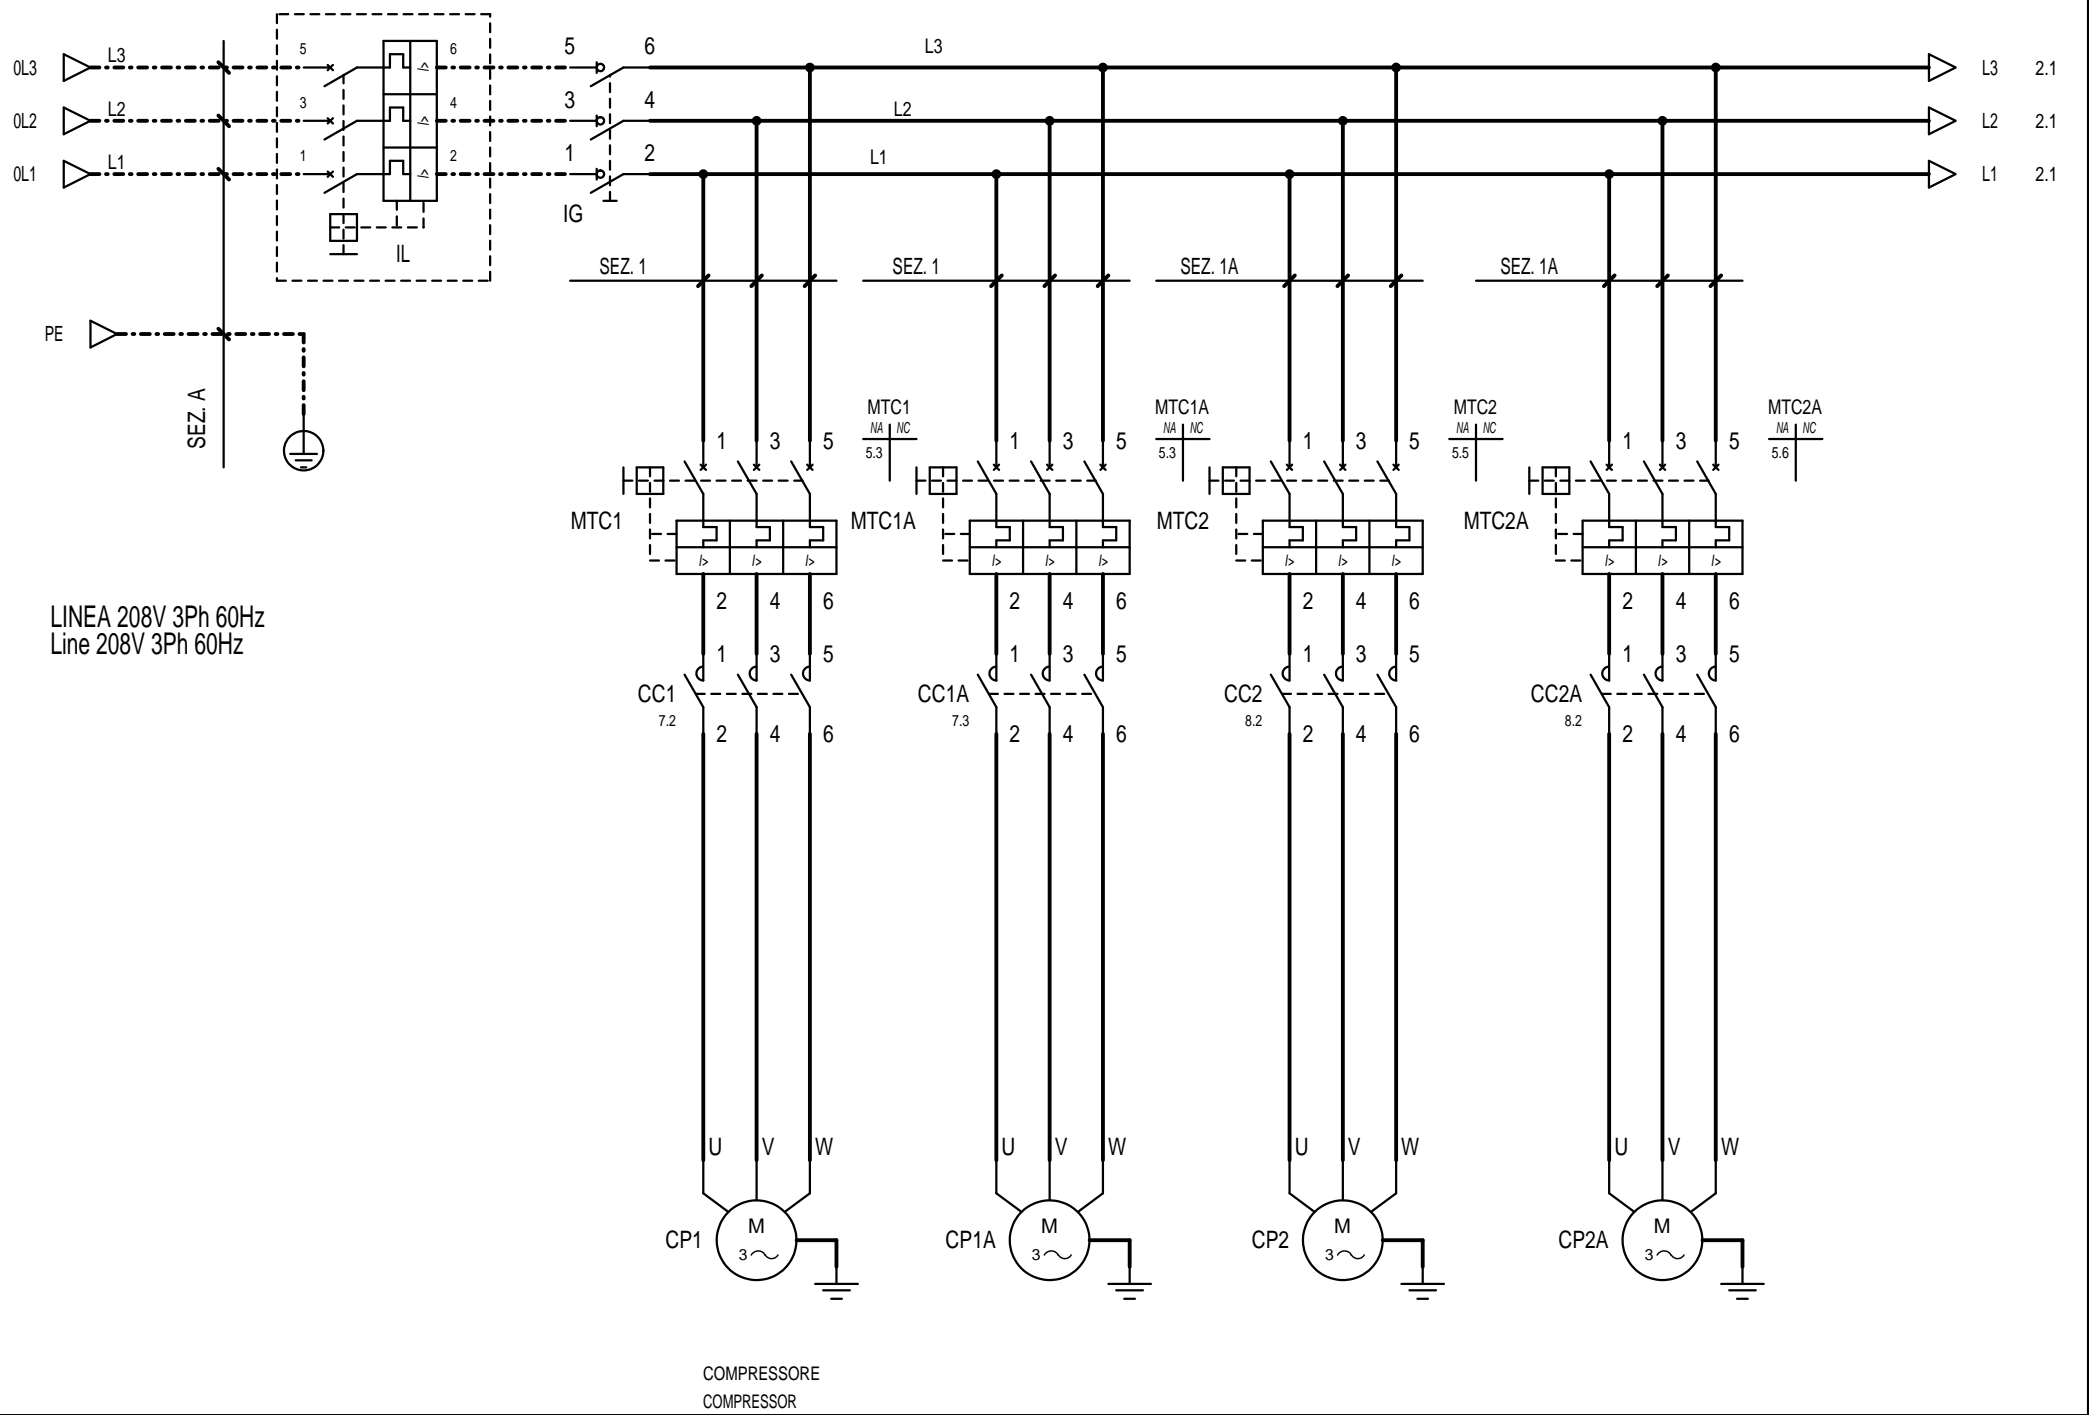 5 6 5 6 L3
0L3 L3 L3 2.1
3 4 3 4 L2
0L2 L2 L2 2.1
1 2 1 2 L1
0L1 L1 L1 2.1
IG
IL
SEZ. 1 SEZ. 1 SEZ. 1A SEZ. 1A
PE
SEZ. A
MTC1 MTC1A MTC2 MTC2A
NA NC NA NC NA NC NA NC
5.3 5.3 5.5 5.6
1 3 5 1 3 5 1 3 5 1 3 5
MTC1 MTC1A MTC2 MTC2A
I> I> I> I> I> I> I> I> I> I> I> I>
2 4 6 2 4 6 2 4 6 2 4 6
LINEA 208V 3Ph 60Hz
Line 208V 3Ph 60Hz
1 3 5 1 3 5 1 3 5 1 3 5
CC1 CC1A CC2 CC2A
7.2 7.3 8.2 8.2
2 4 6 2 4 6 2 4 6 2 4 6
U V W U V W U V W U V W
M M M M
CP1 CP1A CP2 CP2A
3 3 3 3
COMPRESSORE
COMPRESSOR